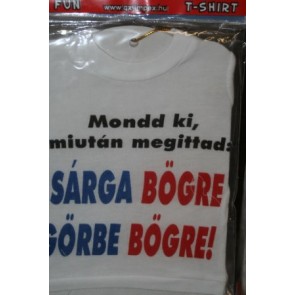 FUN
T-SHIRT
Mondd ki,
miután megittad:
SÁRGA BÖGRE
GÖRBE BÖGRE!